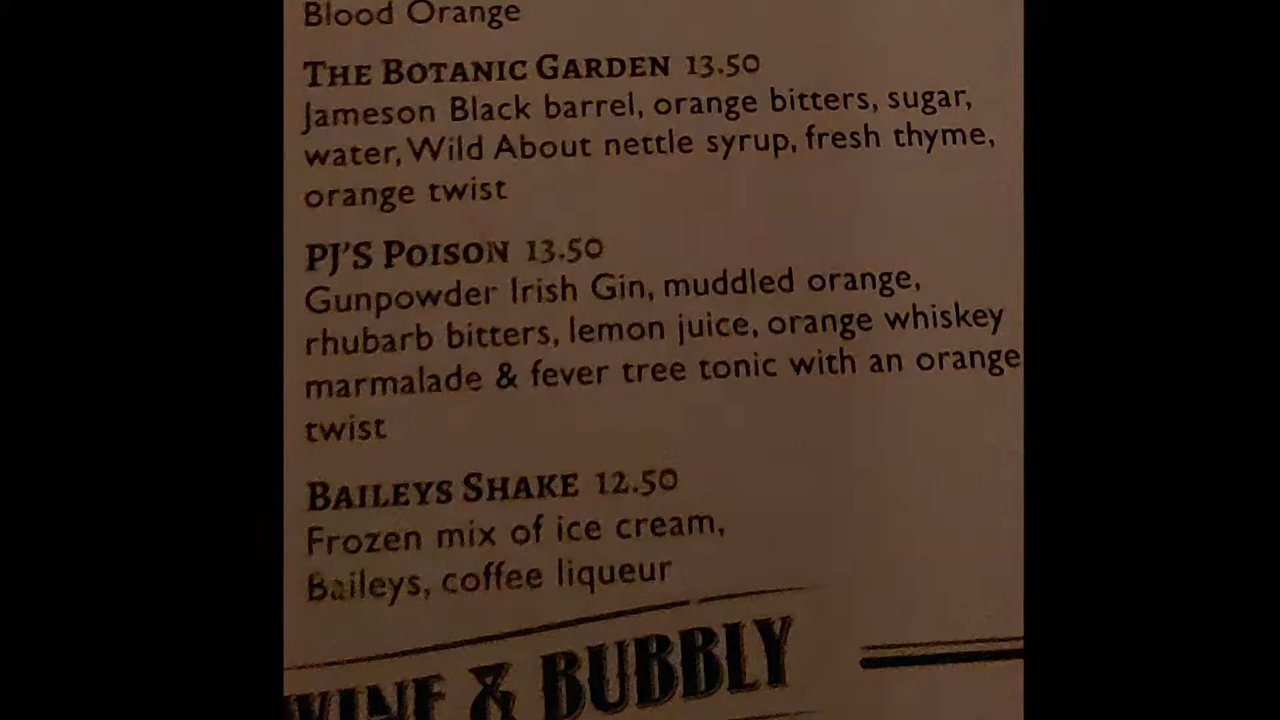 Blood Orange
THE BOTANIC GARDEN 13.50
Jameson Black barrel, orange bitters, sugar,
water, Wild About nettle syrup, fresh thyme,
orange twist
PJ'S POISON 13.50
Gunpowder Irish Gin, muddled orange,
rhubarb bitters, lemon juice, orange whiskey
marmalade & fever tree tonic with an orange
twist
BAILEYS SHAKE 12.50
Frozen mix of ice cream,
Baileys, coffee liqueur
WINE & BUBBLY